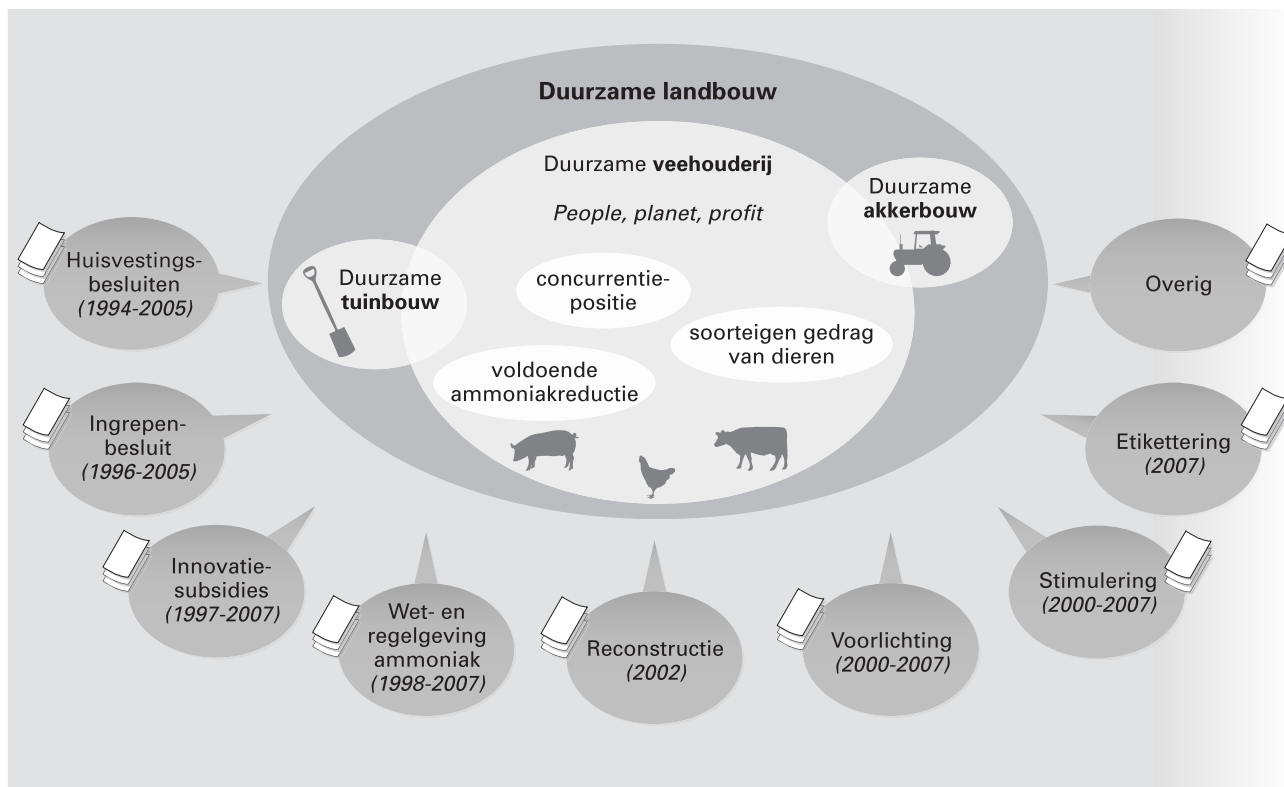 Duurzame landbouw
Duurzame veehouderij
People, planet, profit
Duurzame
akkerbouw
Duurzame
tuinbouw
concurrentie-
positie
soorteigen gedrag
van dieren
voldoende
ammoniakreductie
Huisvestings-
besluiten
(1994-2005)
Ingrepen-
besluit
(1996-2005)
Innovatie-
subsidies
(1997-2007)
Wet- en
regelgeving
ammoniak
(1998-2007)
Reconstructie
(2002)
Voorlichting
(2000-2007)
Stimulering
(2000-2007)
Etikettering
(2007)
Overig